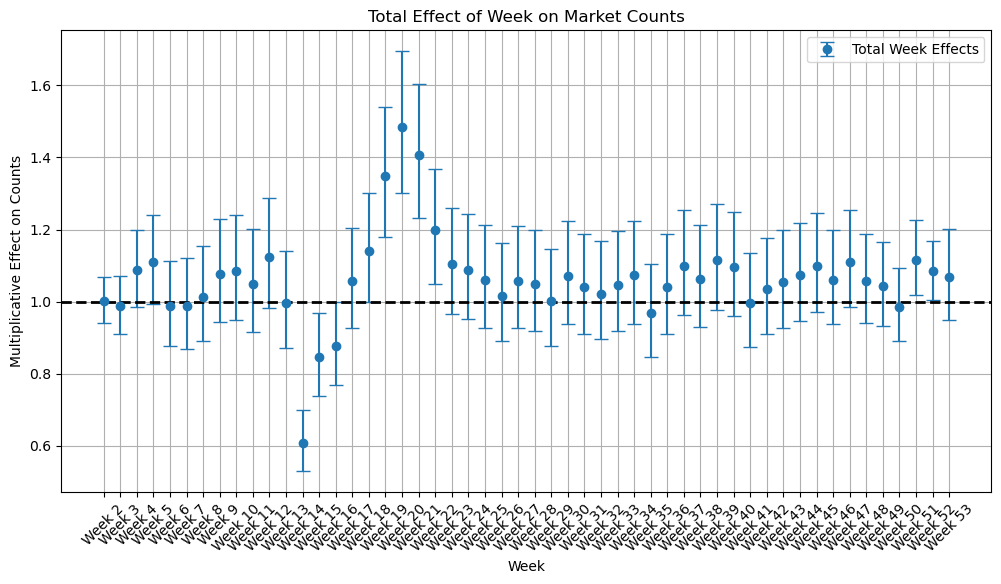 Total Effect of Week on Market Counts
Total Week Effects
Multiplicative Effect on Counts
1.6
1.4
1.2
1.0
0.8
0.6
Week 2
Week 3
Week 4
Week 5
Week 6
Week 7
Week 8
Week 9
Week 10
Week 11
Week 12
Week 13
Week 14
Week 15
Week 16
Week 17
Week 18
Week 19
Week 20
Week 21
Week 22
Week 23
Week 24
Week 25
Week 26
Week 27
Week 28
Week 29
Week 30
Week 31
Week 32
Week 33
Week 34
Week 35
Week 36
Week 37
Week 38
Week 39
Week 40
Week 41
Week 42
Week 43
Week 44
Week 45
Week 46
Week 47
Week 48
Week 49
Week 50
Week 51
Week 52
Week 53
Week